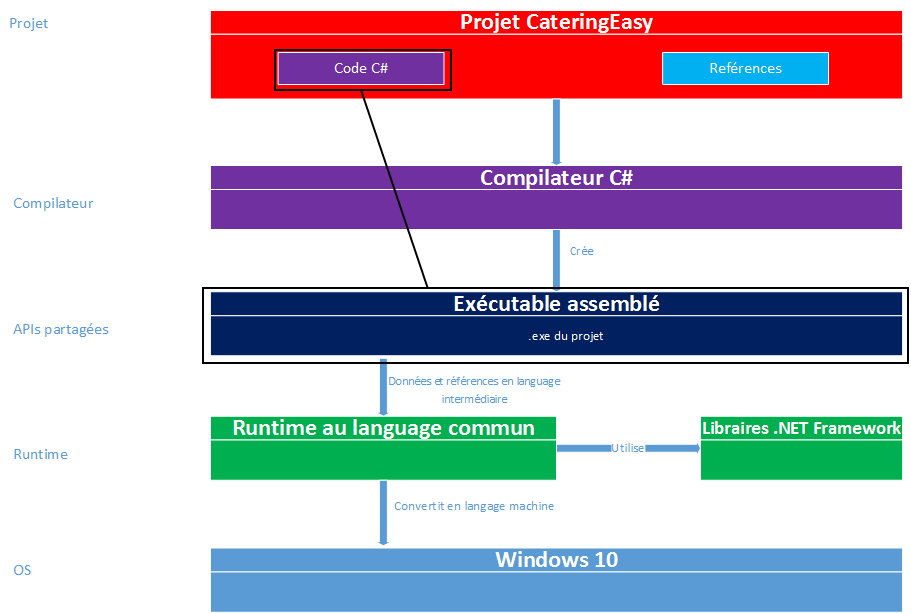 Projet
Projet CateringEasy
Code C#
Reférences
Compilateur C#
Compilateur
Crée
Exécutable assemblé
APIs partagées
.exe du projet
Données et références en language
intermédiaire
Runtime au language commun
Libraires .NET Framework
Runtime
Utilise
Convertit en langage machine
Windows 10
OS